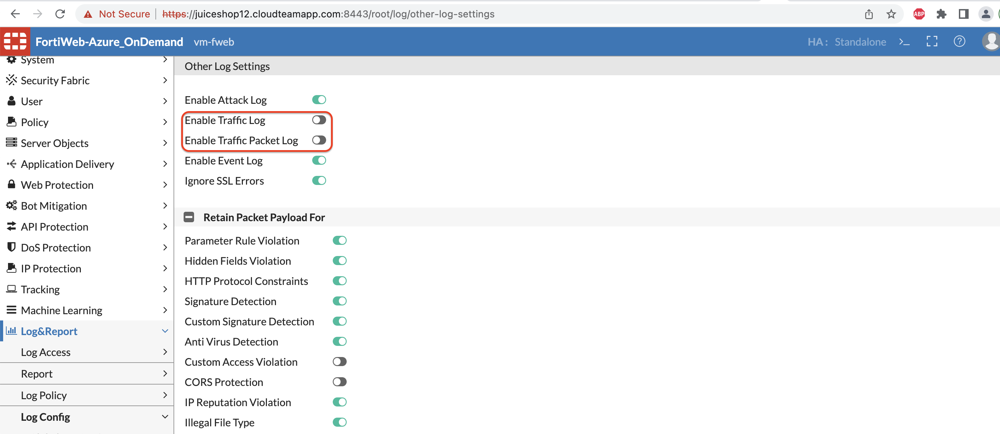 Not Secure | https://juiceshop12.cloudteamapp.com:8443/root/log/other-log-settings
ABP
FortiWeb-Azure_OnDemand vm-fweb
HA: Standalone >_ ?
System
Security Fabric
User
Policy
Server Objects
Application Delivery
Web Protection
Bot Mitigation
API Protection
DoS Protection
IP Protection
Tracking
Machine Learning
Log&Report
Log Access
Report
Log Policy
Log Config
Other Log Settings
Enable Attack Log
Enable Traffic Log
Enable Traffic Packet Log
Enable Event Log
Ignore SSL Errors
Retain Packet Payload For
Parameter Rule Violation
Hidden Fields Violation
HTTP Protocol Constraints
Signature Detection
Custom Signature Detection
Anti Virus Detection
Custom Access Violation
CORS Protection
IP Reputation Violation
Illegal File Type